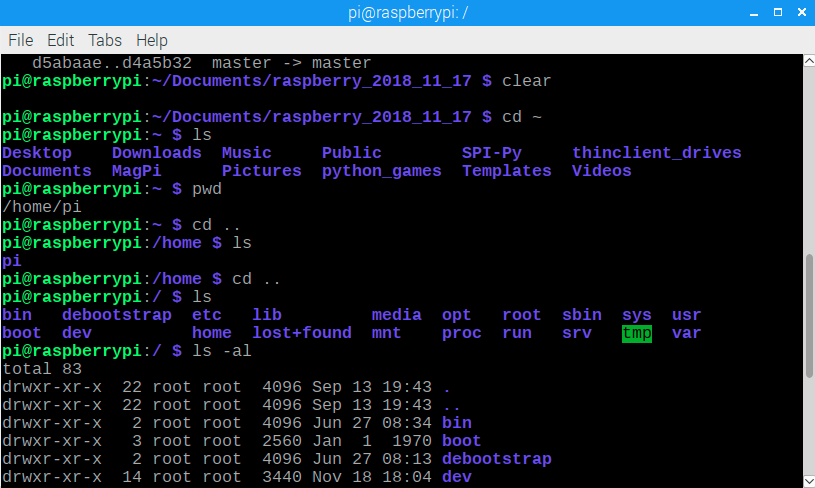 pi@raspberrypi: /
File Edit Tabs Help
   d5abaae..d4a5b32  master -> master
pi@raspberrypi:~/Documents/raspberry_2018_11_17 $ clear
pi@raspberrypi:~/Documents/raspberry_2018_11_17 $ cd ~
pi@raspberrypi:~ $ ls
Desktop    Downloads  Music     Public        SPI-Py     thinclient_drives
Documents  MagPi      Pictures  python_games  Templates  Videos
pi@raspberrypi:~ $ pwd
/home/pi
pi@raspberrypi:~ $ cd ..
pi@raspberrypi:/home $ ls
pi
pi@raspberrypi:/home $ cd ..
pi@raspberrypi:/ $ ls
bin   debootstrap  etc   lib         media  opt   root  sbin  sys  usr
boot  dev          home  lost+found  mnt    proc  run   srv   tmp  var
pi@raspberrypi:/ $ ls -al
total 83
drwxr-xr-x  22 root root  4096 Sep 13 19:43 .
drwxr-xr-x  22 root root  4096 Sep 13 19:43 ..
drwxr-xr-x   2 root root  4096 Jun 27 08:34 bin
drwxr-xr-x   3 root root  2560 Jan  1  1970 boot
drwxr-xr-x   2 root root  4096 Jun 27 08:13 debootstrap
drwxr-xr-x  14 root root  3440 Nov 18 18:04 dev